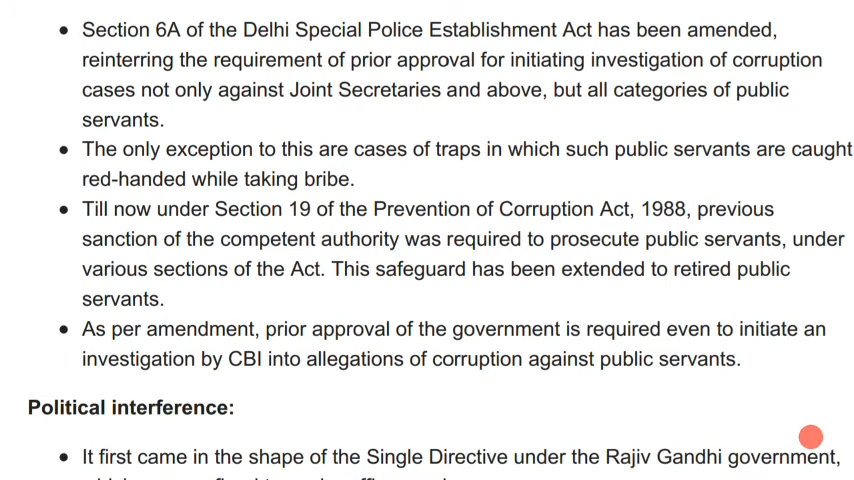 • Section 6A of the Delhi Special Police Establishment Act has been amended,
reinterring the requirement of prior approval for initiating investigation of corruption
cases not only against Joint Secretaries and above, but all categories of public
servants.
• The only exception to this are cases of traps in which such public servants are caught
red-handed while taking bribe.
• Till now under Section 19 of the Prevention of Corruption Act, 1988, previous
sanction of the competent authority was required to prosecute public servants, under
various sections of the Act. This safeguard has been extended to retired public
servants.
• As per amendment, prior approval of the government is required even to initiate an
investigation by CBI into allegations of corruption against public servants.
Political interference:
• It first came in the shape of the Single Directive under the Rajiv Gandhi government,